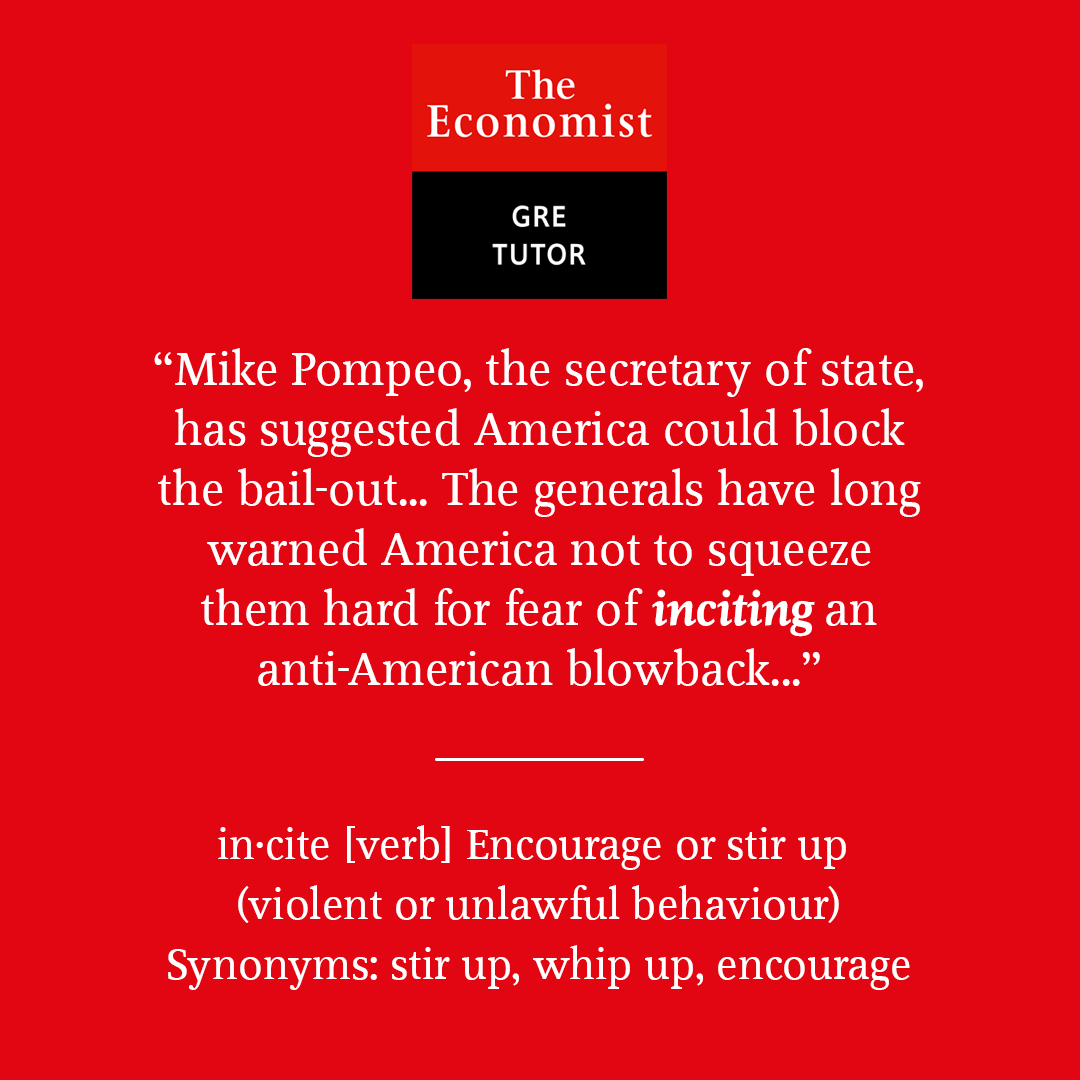 The
Economist
GRE
TUTOR
“Mike Pompeo, the secretary of state,
has suggested America could block
the bail-out... The generals have long
warned America not to squeeze
them hard for fear of inciting an
anti-American blowback...”
in·cite [verb] Encourage or stir up
(violent or unlawful behaviour)
Synonyms: stir up, whip up, encourage